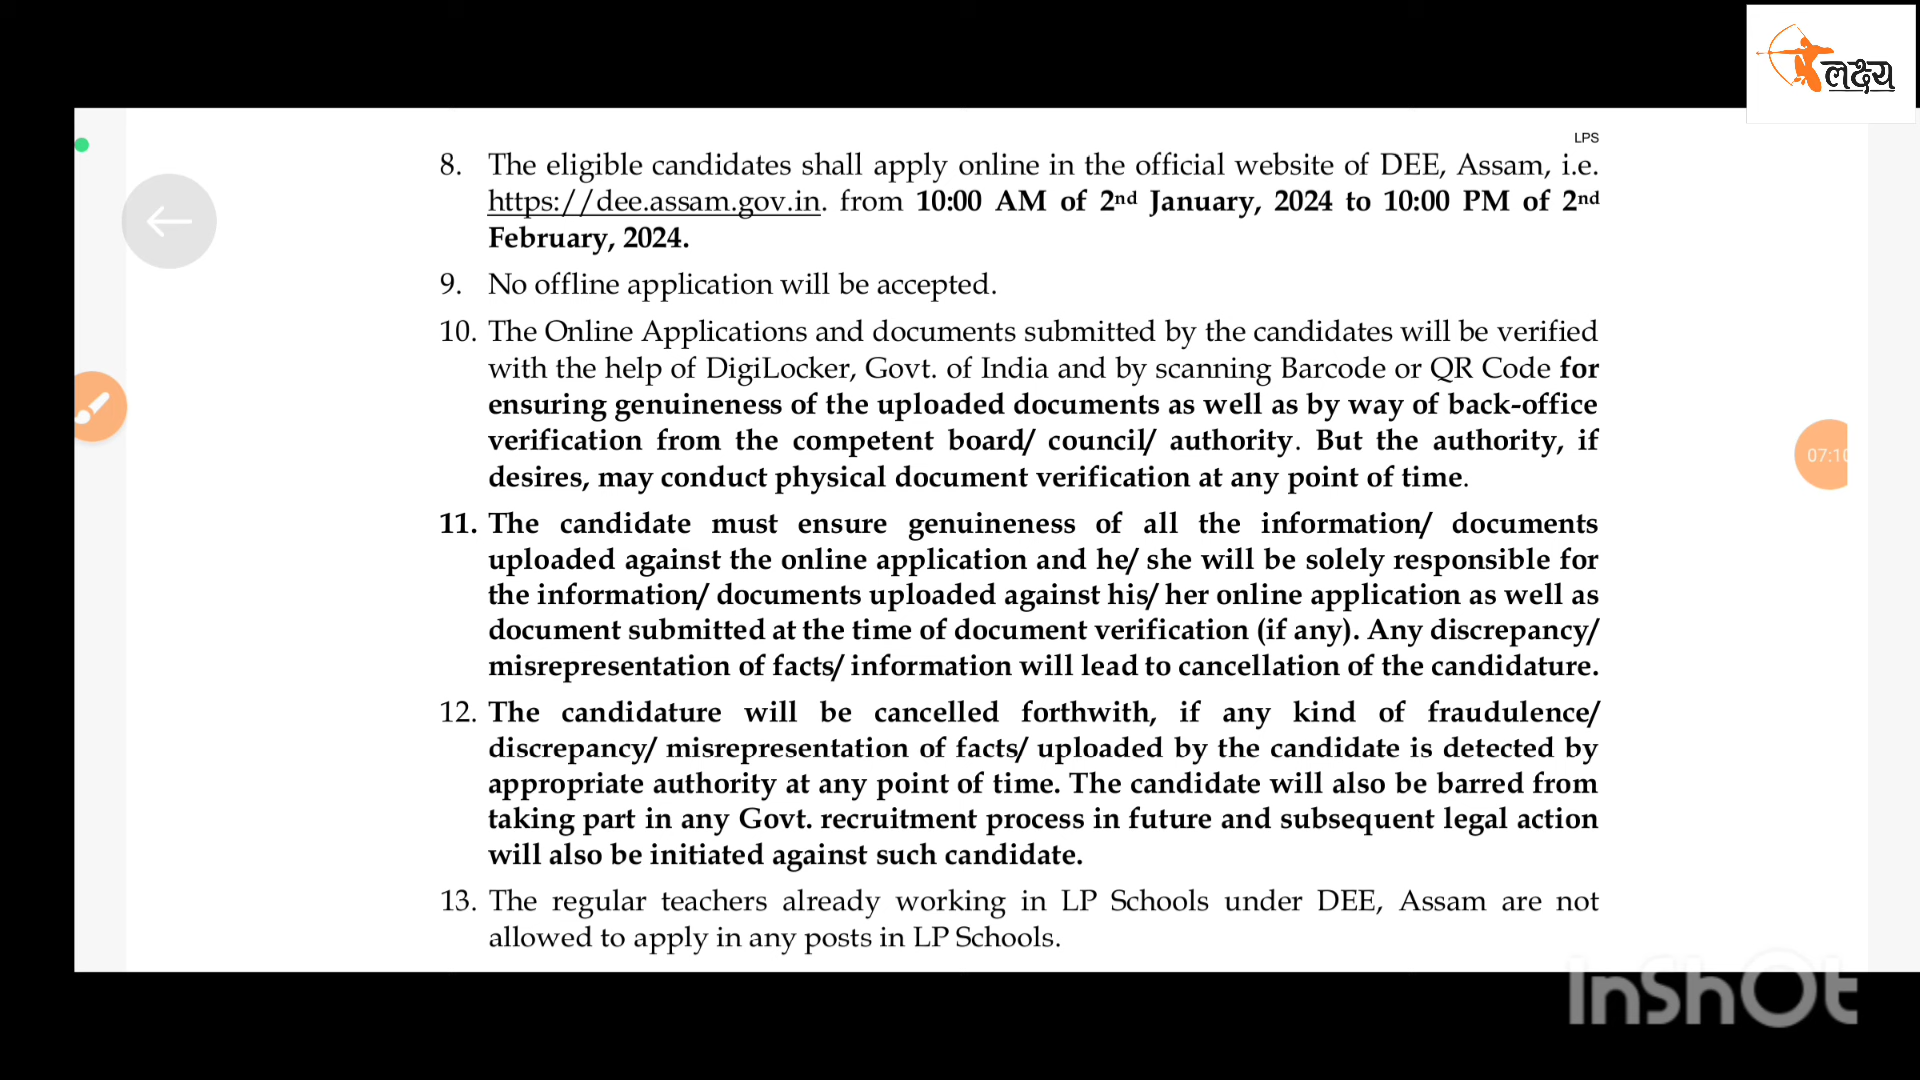 লক্ষ্য
LPS
8. The eligible candidates shall apply online in the official website of DEE, Assam, i.e.
https://dee.assam.gov.in. from 10:00 AM of 2nd January, 2024 to 10:00 PM of 2nd
February, 2024.
9. No offline application will be accepted.
10. The Online Applications and documents submitted by the candidates will be verified
with the help of DigiLocker, Govt. of India and by scanning Barcode or QR Code for
ensuring genuineness of the uploaded documents as well as by way of back-office
verification from the competent board/ council/ authority. But the authority, if
desires, may conduct physical document verification at any point of time.
11. The candidate must ensure genuineness of all the information/ documents
uploaded against the online application and he/ she will be solely responsible for
the information/ documents uploaded against his/ her online application as well as
document submitted at the time of document verification (if any). Any discrepancy/
misrepresentation of facts/ information will lead to cancellation of the candidature.
12. The candidature will be cancelled forthwith, if any kind of fraudulence/
discrepancy/ misrepresentation of facts/ uploaded by the candidate is detected by
appropriate authority at any point of time. The candidate will also be barred from
taking part in any Govt. recruitment process in future and subsequent legal action
will also be initiated against such candidate.
13. The regular teachers already working in LP Schools under DEE, Assam are not
allowed to apply in any posts in LP Schools.
07:10
InShOt